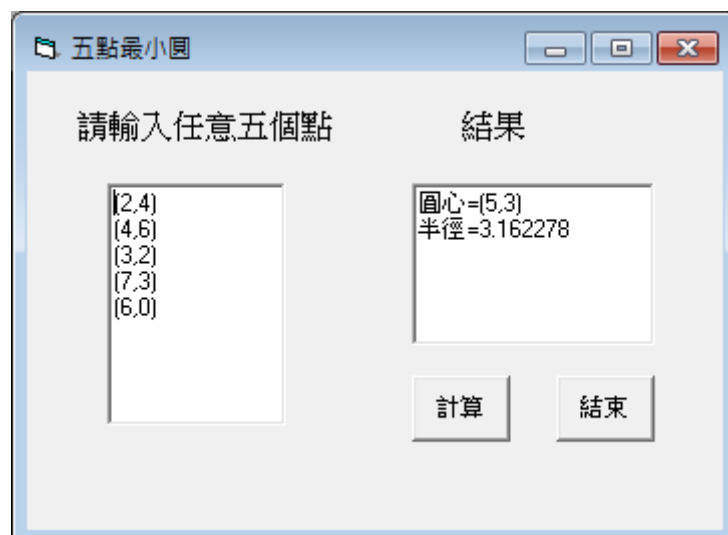 五點最小圓
請輸入任意五個點
結果
(2,4)
(4,6)
(3,2)
(7,3)
(6,0)
圓心=(5,3)
半徑=3.162278
計算
結束